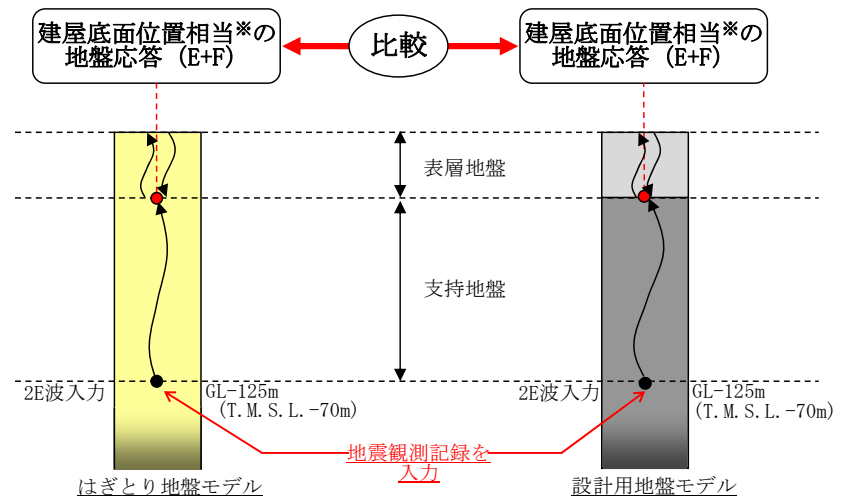 建屋底面位置相当※の
地盤応答（E+F）
比較
建屋底面位置相当※の
地盤応答（E+F）
表層地盤
支持地盤
2E波入力
GL-125m
(T.M.S.L.-70m)
2E波入力
GL-125m
(T.M.S.L.-70m)
地震観測記録を
入力
はぎとり地盤モデル
設計用地盤モデル